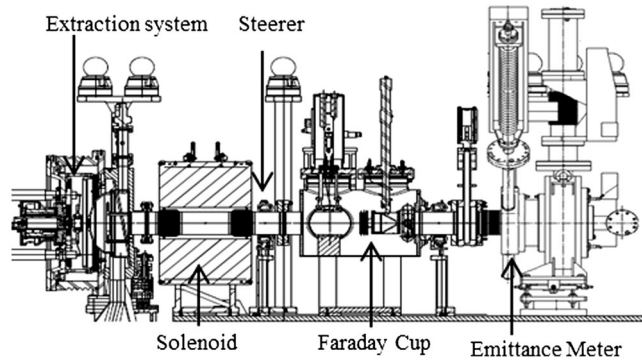 Extraction system
Steerer
Solenoid
Faraday Cup
Emittance Meter